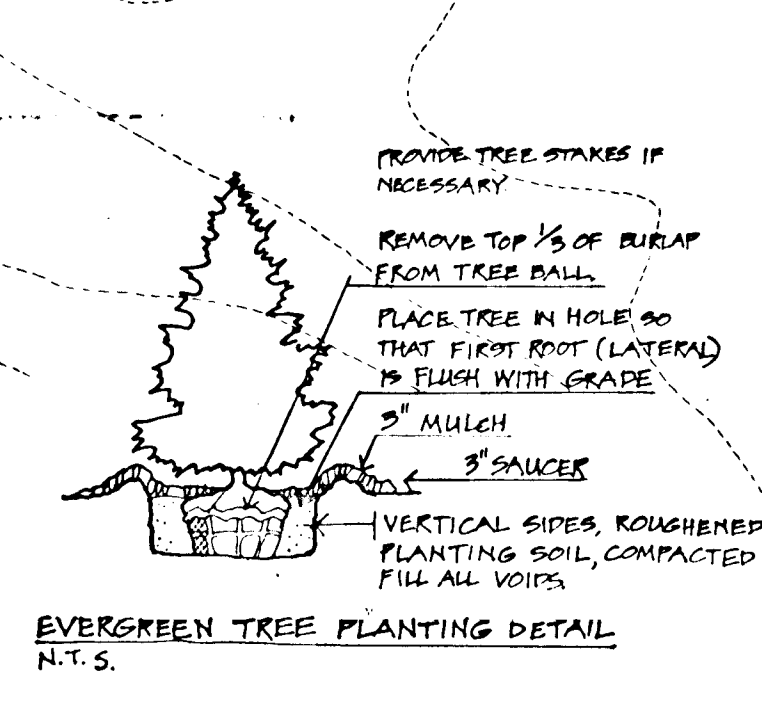 PROVIDE TREE STAKES IF
NECESSARY
REMOVE TOP 1/3 OF BURLAP
FROM TREE BALL
PLACE TREE IN HOLE SO
THAT FIRST ROOT (LATERAL)
IS FLUSH WITH GRADE
3" MULCH
3" SAUCER
VERTICAL SIDES, ROUGHENED
PLANTING SOIL, COMPACTED
FILL ALL VOIDS
EVERGREEN TREE PLANTING DETAIL
N.T.S.